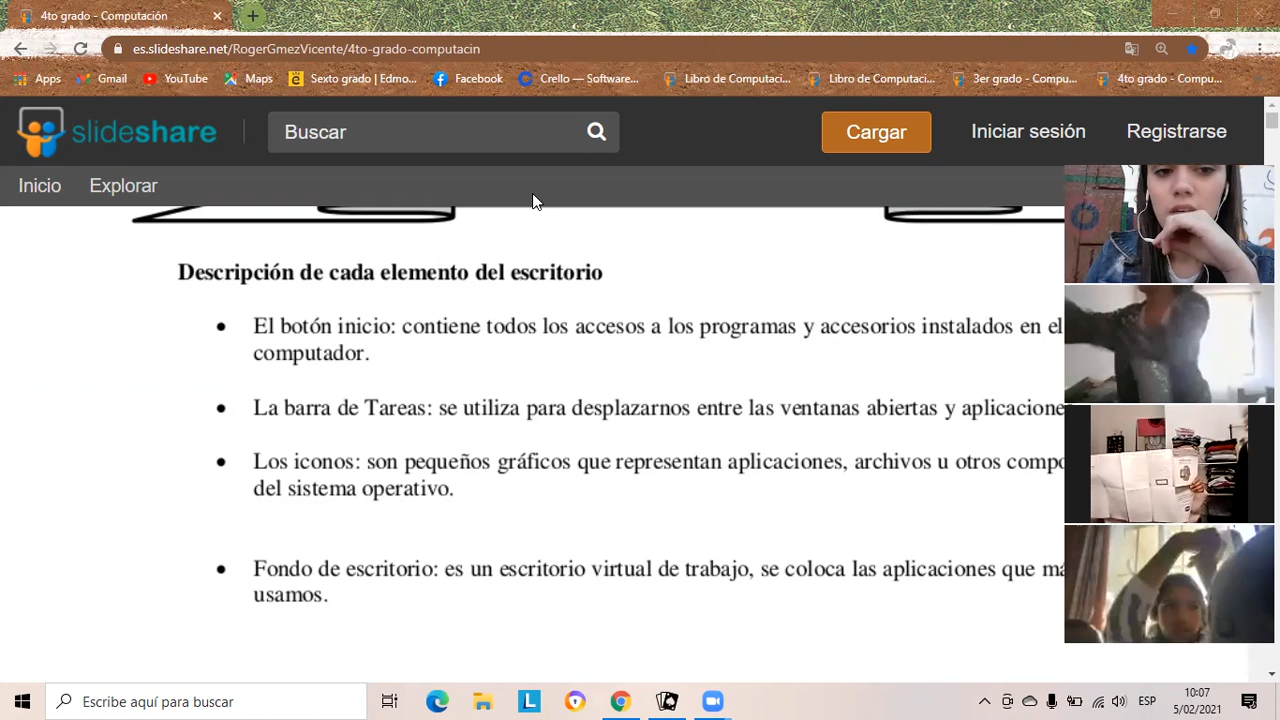 4to grado - Computación
es.slideshare.net/RogerGmezVicente/4to-grado-computacin
Apps Gmail YouTube Maps Sexto grado | Edmo... Facebook Crello — Software... Libro de Computaci... Libro de Computaci... 3er grado - Compu... 4to grado - Compu...
slideshare Buscar Cargar Iniciar sesión Registrarse
Inicio Explorar
Descripción de cada elemento del escritorio
• El botón inicio: contiene todos los accesos a los programas y accesorios instalados en el
computador.
• La barra de Tareas: se utiliza para desplazarnos entre las ventanas abiertas y aplicacione
• Los iconos: son pequeños gráficos que representan aplicaciones, archivos u otros compo
del sistema operativo.
• Fondo de escritorio: es un escritorio virtual de trabajo, se coloca las aplicaciones que má
usamos.
Escribe aquí para buscar
ESP
10:07
5/02/2021